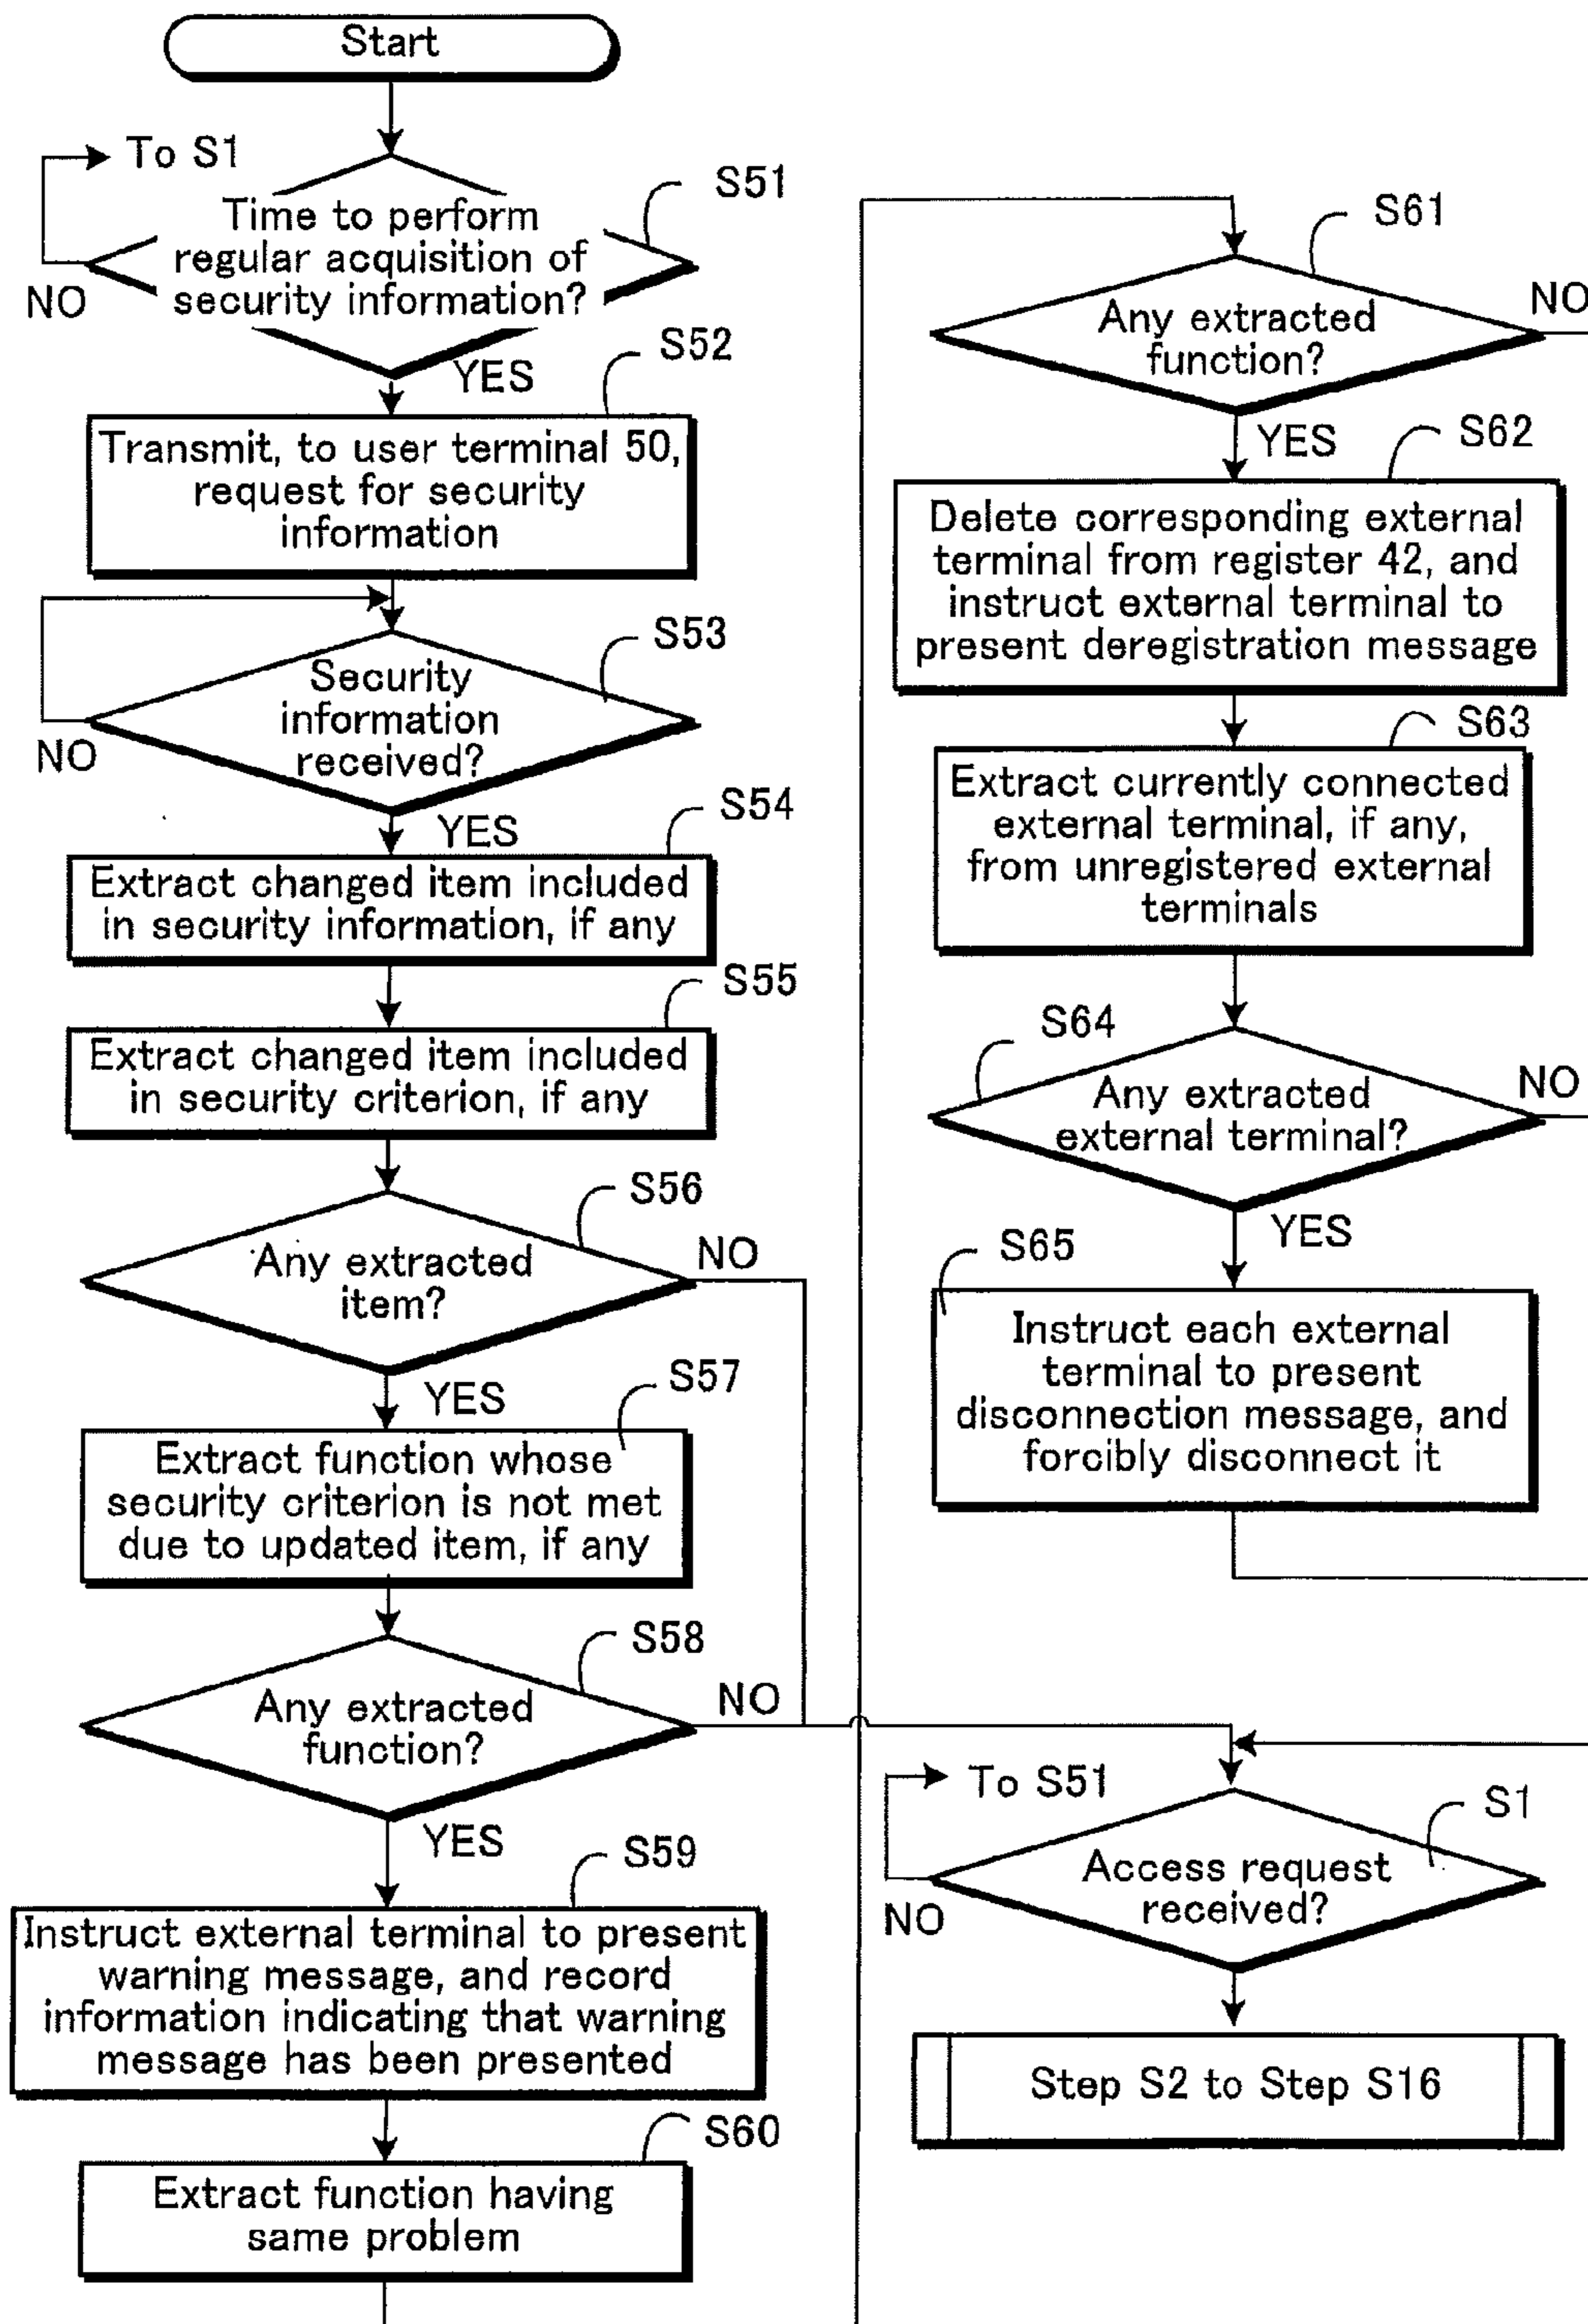 Start
To S1
S51
Time to perform
regular acquisition of
security information?
NO
YES
S52
Transmit, to user terminal 50,
request for security
information
S53
Security
information
received?
NO
YES
S54
Extract changed item included
in security information, if any
S55
Extract changed item included
in security criterion, if any
S56
Any extracted
item?
NO
YES
S57
Extract function whose
security criterion is not met
due to updated item, if any
S58
Any extracted
function?
NO
YES
S59
Instruct external terminal to present
warning message, and record
information indicating that warning
message has been presented
S60
Extract function having
same problem
S61
Any extracted
function?
NO
YES
S62
Delete corresponding external
terminal from register 42, and
instruct external terminal to
present deregistration message
S63
Extract currently connected
external terminal, if any,
from unregistered external
terminals
S64
Any extracted
external terminal?
NO
YES
S65
Instruct each external
terminal to present
disconnection message, and
forcibly disconnect it
To S51
S1
Access request
received?
NO
Step S2 to Step S16